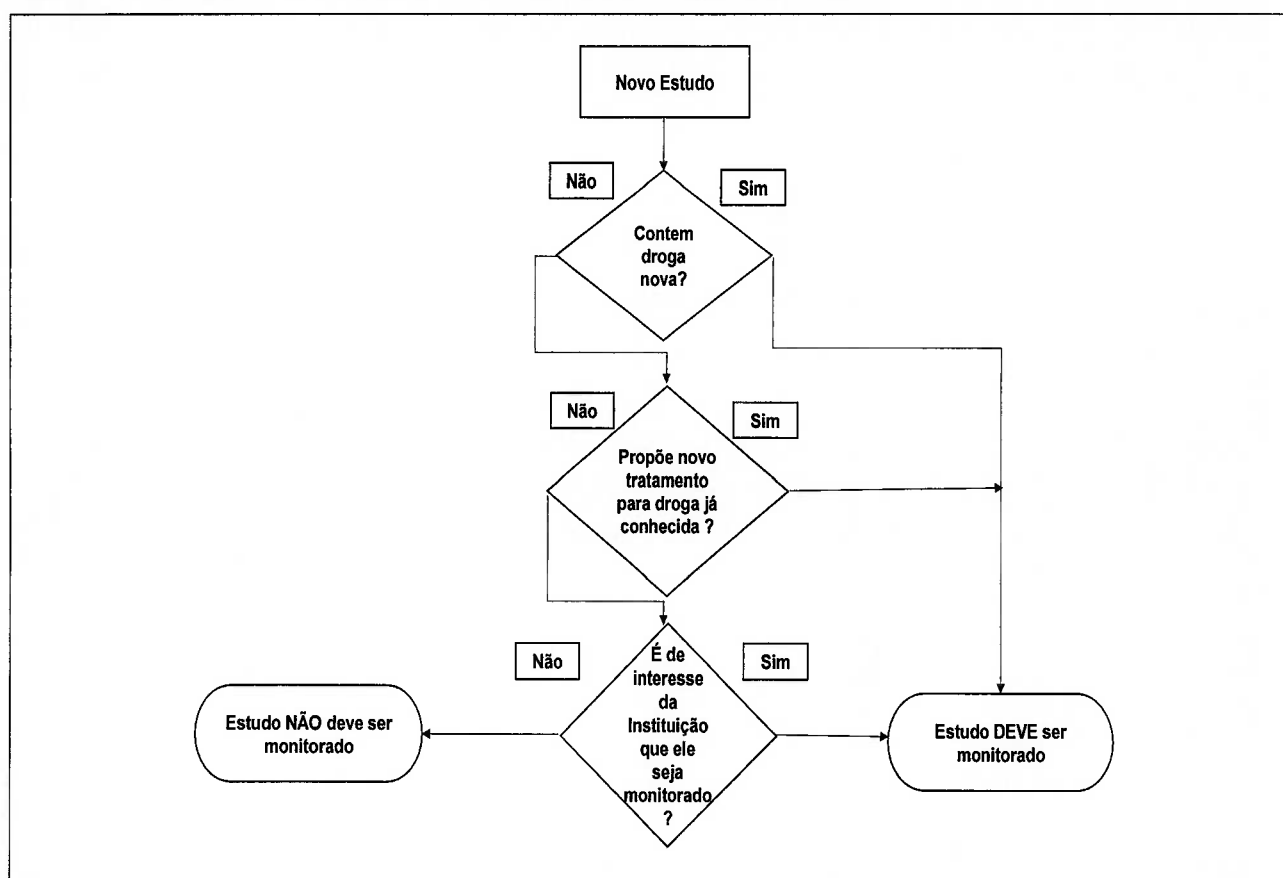 Novo Estudo
Não
Sim
Contem
droga
nova?
Não
Sim
Propõe novo
tratamento
para droga já
conhecida ?
Não
Sim
É de
interesse
da
Instituição
que ele
seja
monitorado
?
Estudo NÃO deve ser
monitorado
Estudo DEVE ser
monitorado